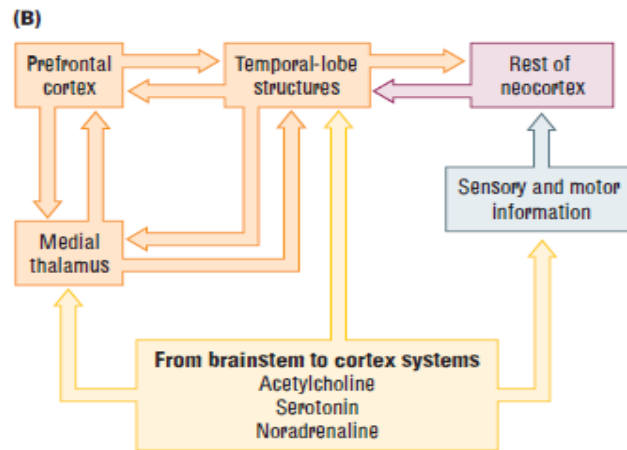 (B)
Prefrontal
cortex
Temporal-lobe
structures
Rest of
neocortex
Sensory and motor
information
Medial
thalamus
From brainstem to cortex systems
Acetylcholine
Serotonin
Noradrenaline